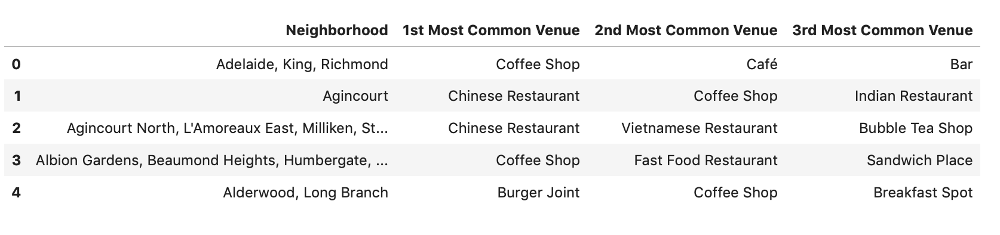 Neighborhood 1st Most Common Venue 2nd Most Common Venue 3rd Most Common Venue
0 Adelaide, King, Richmond Coffee Shop Café Bar
1 Agincourt Chinese Restaurant Coffee Shop Indian Restaurant
2 Agincourt North, L'Amoreaux East, Milliken, St... Chinese Restaurant Vietnamese Restaurant Bubble Tea Shop
3 Albion Gardens, Beaumond Heights, Humbergate, ... Coffee Shop Fast Food Restaurant Sandwich Place
4 Alderwood, Long Branch Burger Joint Coffee Shop Breakfast Spot